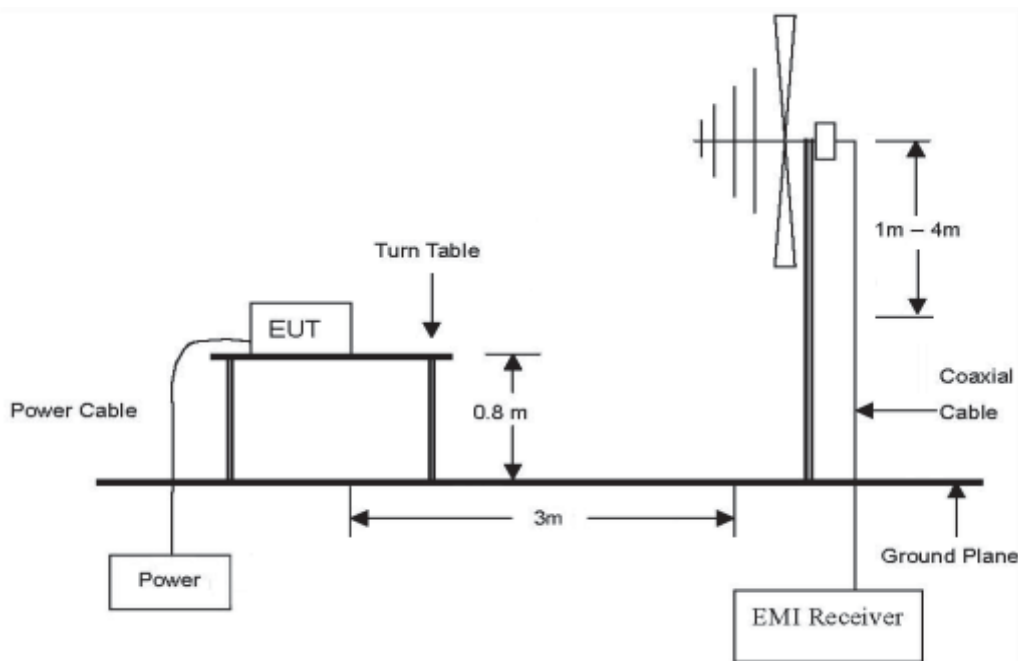 1m – 4m
Turn Table
EUT
Coaxial
Cable
Power Cable
0.8 m
3m
Ground Plane
Power
EMI Receiver